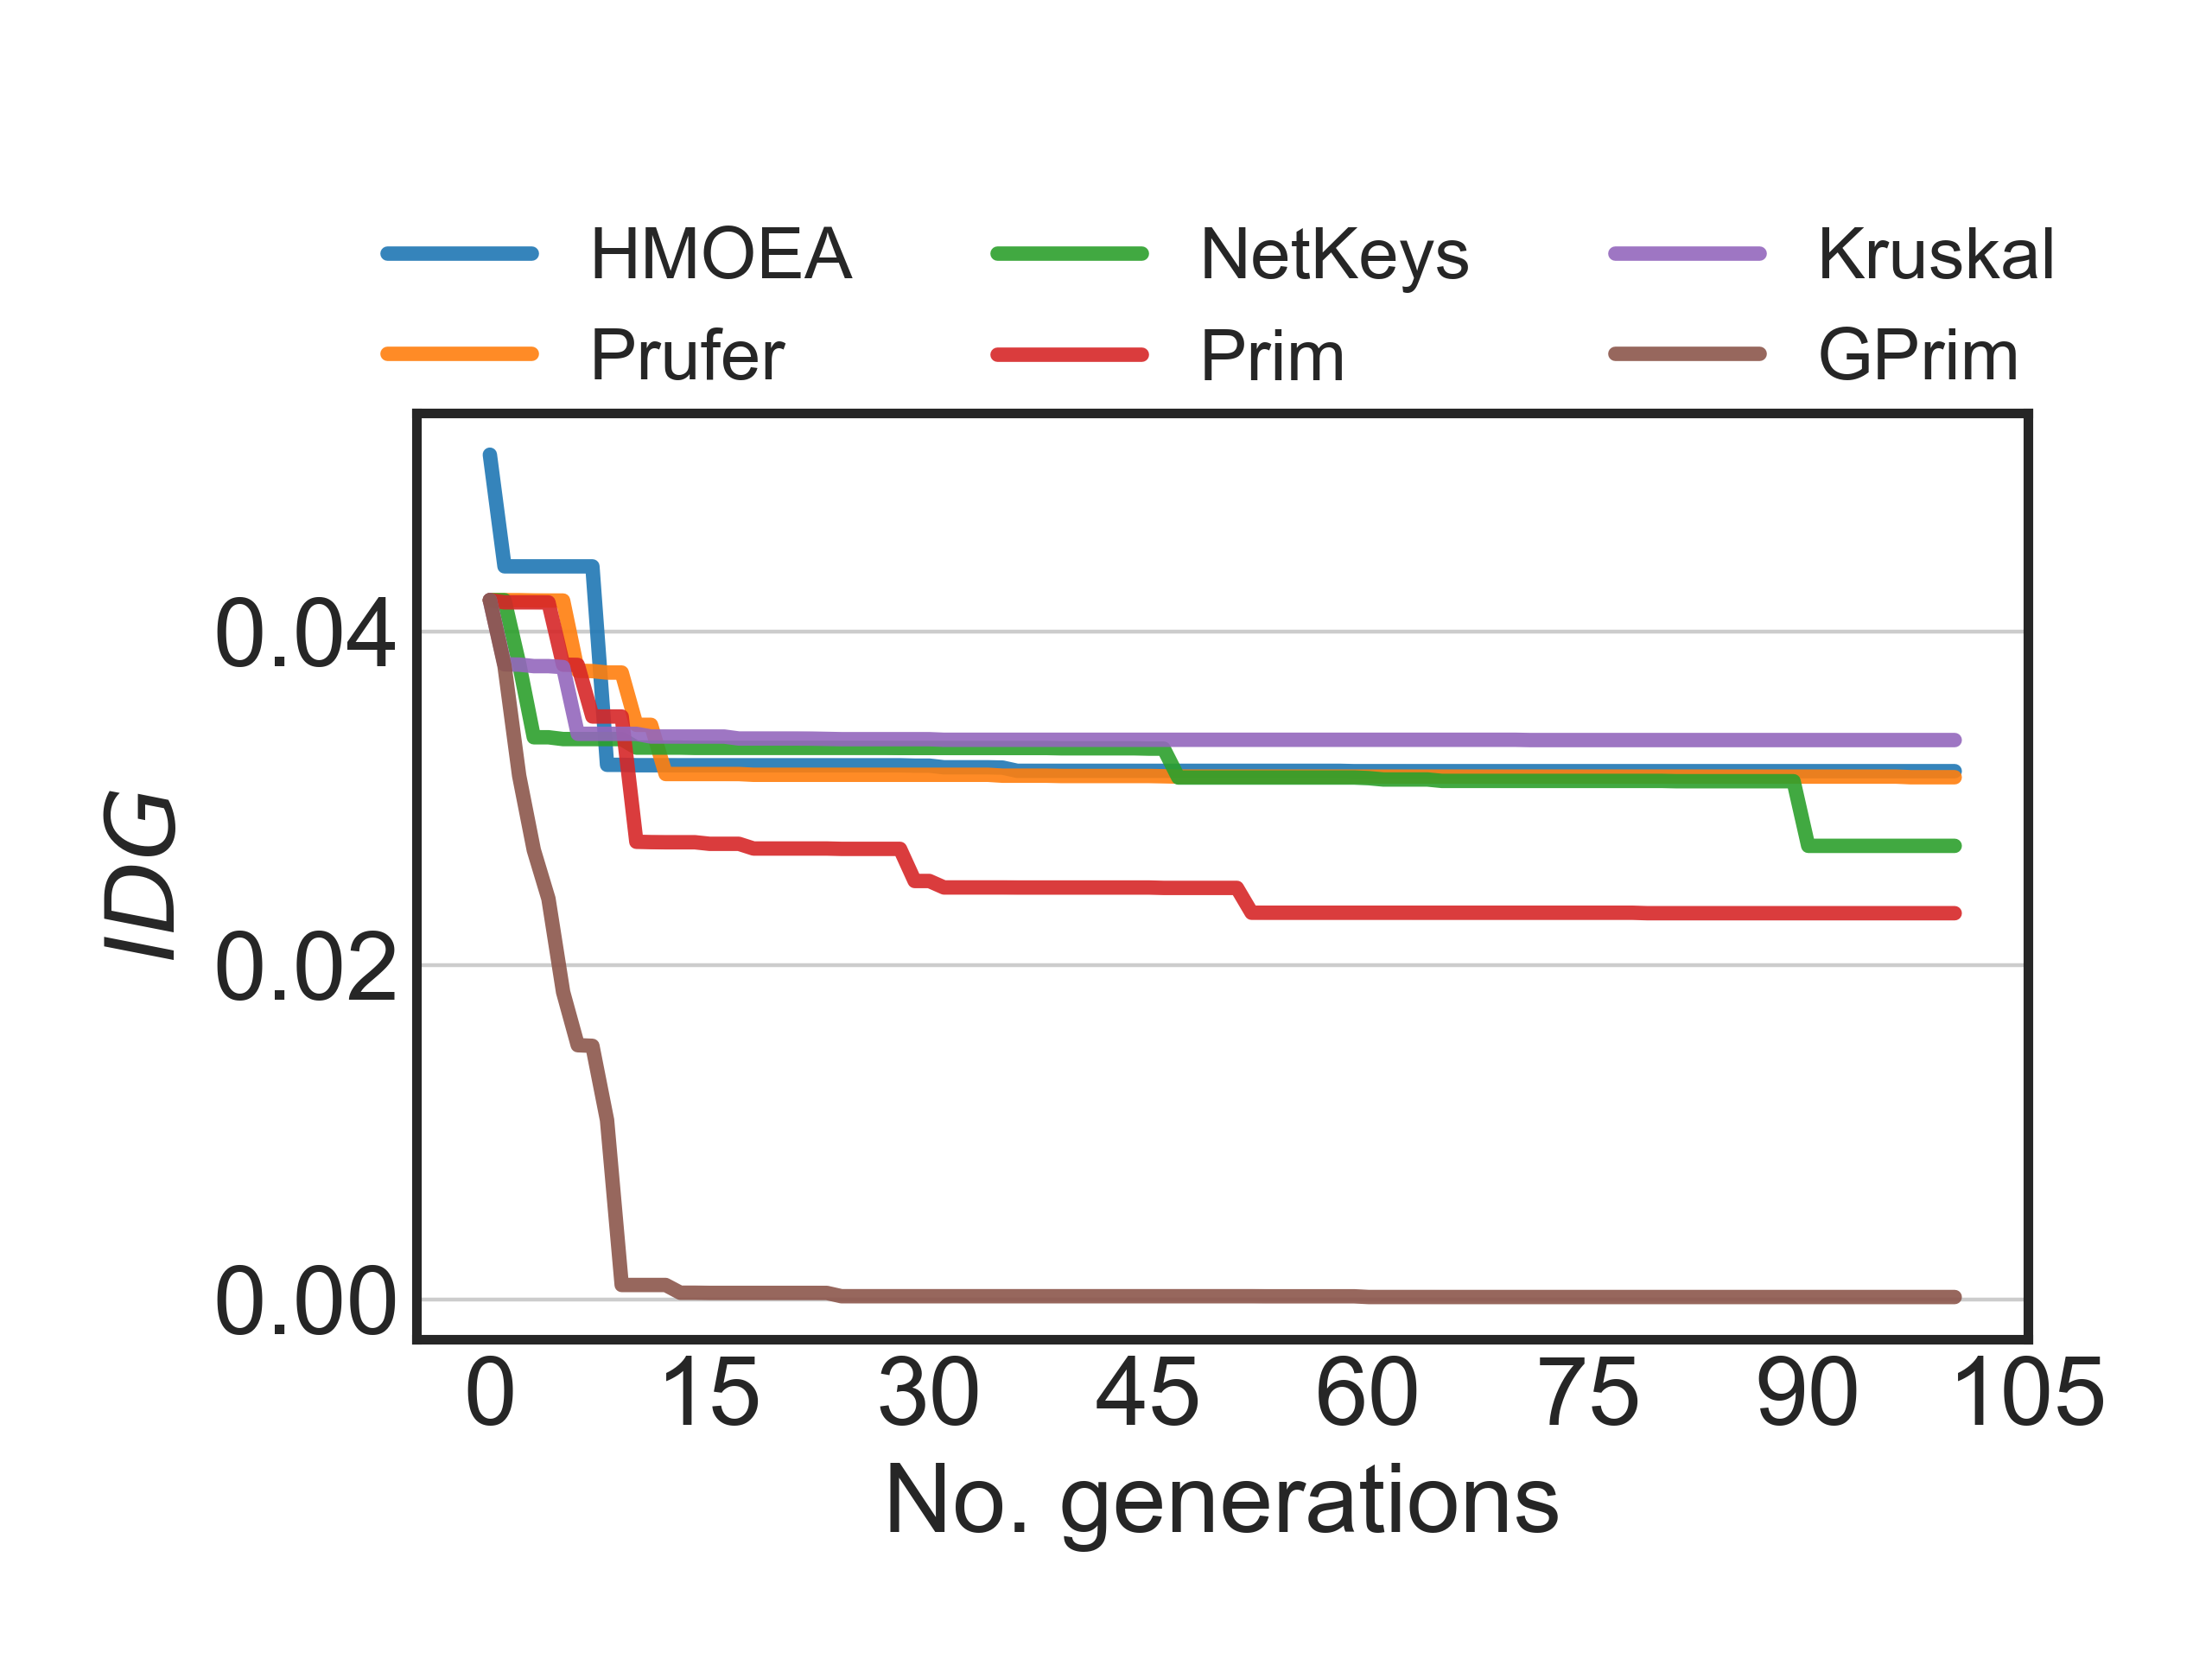 HMOEA NetKeys Kruskal
Prufer Prim GPrim
IDG
0.04
0.02
0.00
0 15 30 45 60 75 90 105
No. generations